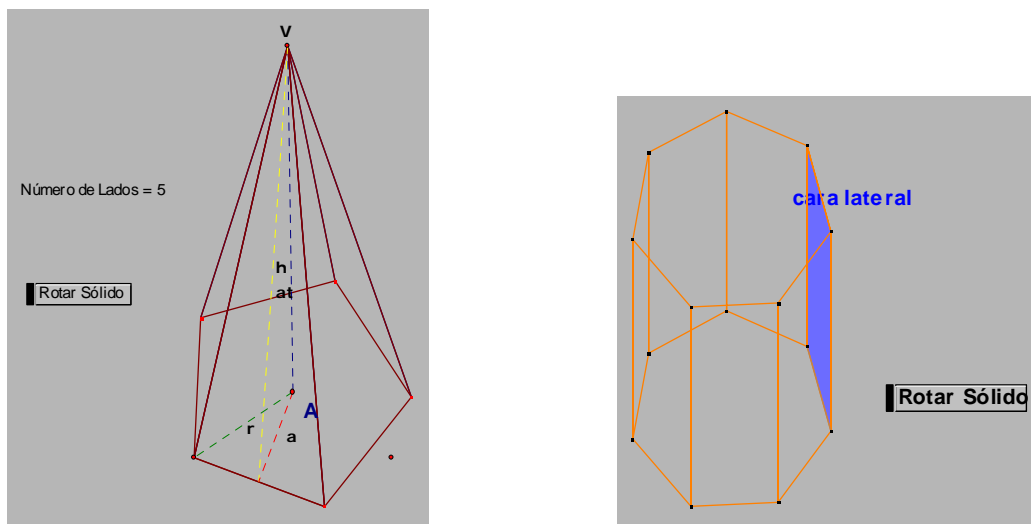 V
Número de Lados = 5
h
at
Rotar Sólido
A
r
a
cara lateral
Rotar Sólido